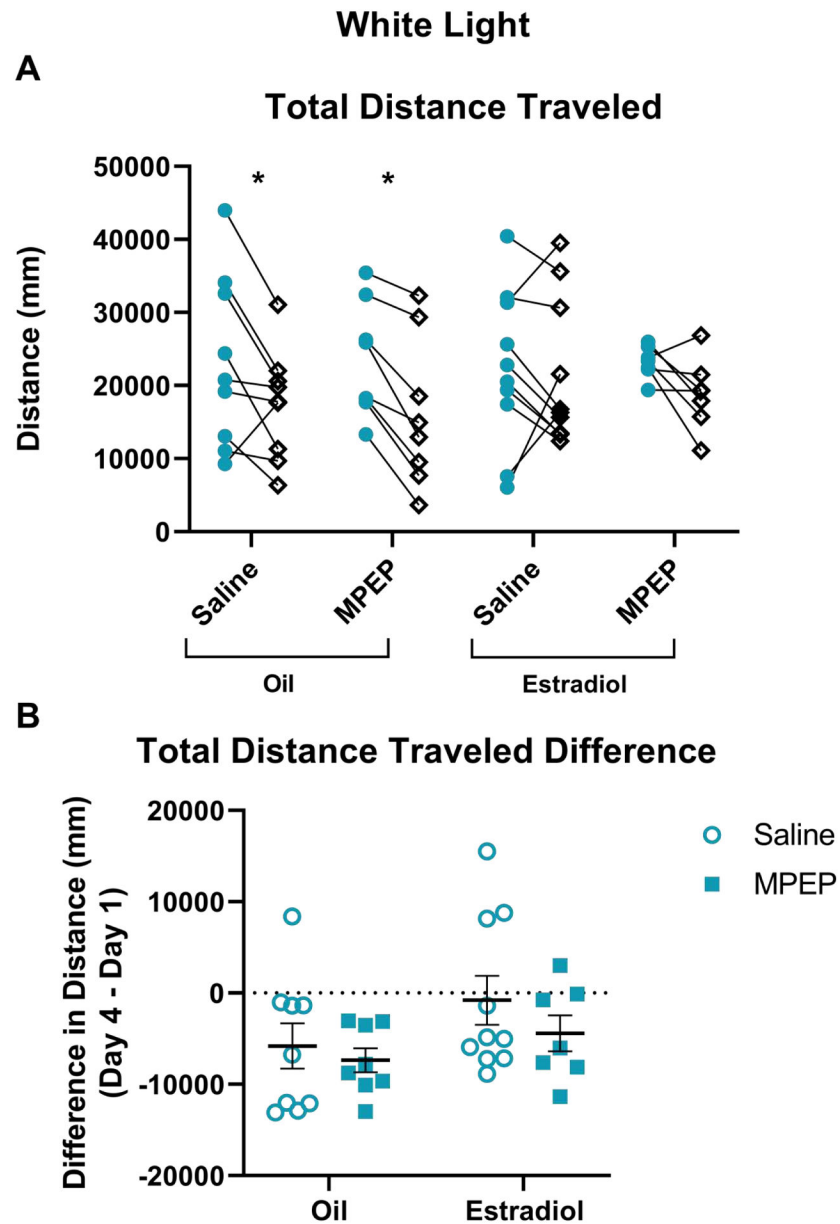 White Light
A
Total Distance Traveled
Distance (mm)
50000
40000
30000
20000
10000
0
* *
Saline MPEP Saline MPEP
Oil Estradiol
B
Total Distance Traveled Difference
Difference in Distance (mm)
(Day 4 - Day 1)
20000
10000
0
-10000
-20000
Oil Estradiol
Saline
MPEP